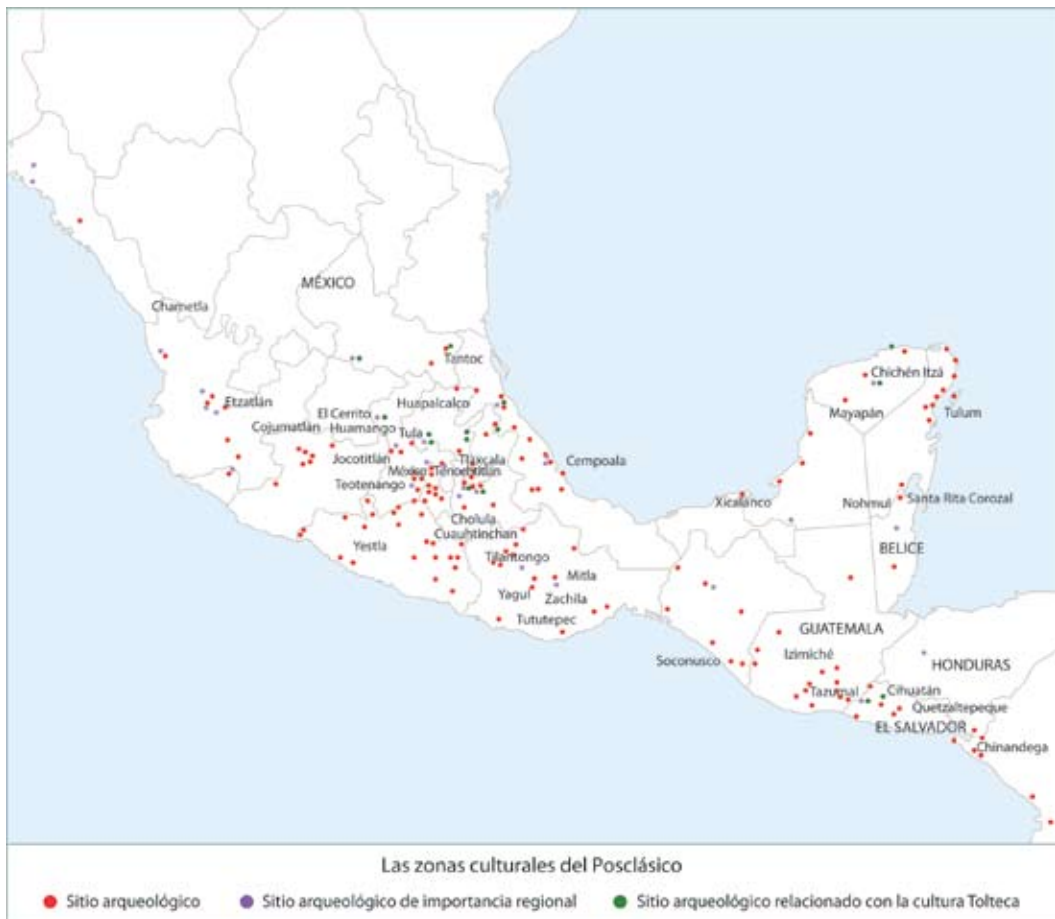 MÉXICO
Chametla
Tantoc
Chichén Itzá
Etzatlán
El Cerrito
Huapalcalco
Mayapán
Tulum
Cojumatlán
Huamango
Tula
Jocotitlán
Tlaxcala
Cempoala
México Tenochtitlán
Teotenango
Xicalanco
Nohmul
Santa Rita Corozal
Cholula
Cuauhtinchan
Yestla
BELICE
Tilantongo
Mitla
Yagul
Zachila
Tututepec
GUATEMALA
Soconusco
Izimiché
HONDURAS
Tazumal
Cihuatán
Quetzaltepeque
EL SALVADOR
Chinandega
Las zonas culturales del Posclásico
Sitio arqueológico
Sitio arqueológico de importancia regional
Sitio arqueológico relacionado con la cultura Tolteca